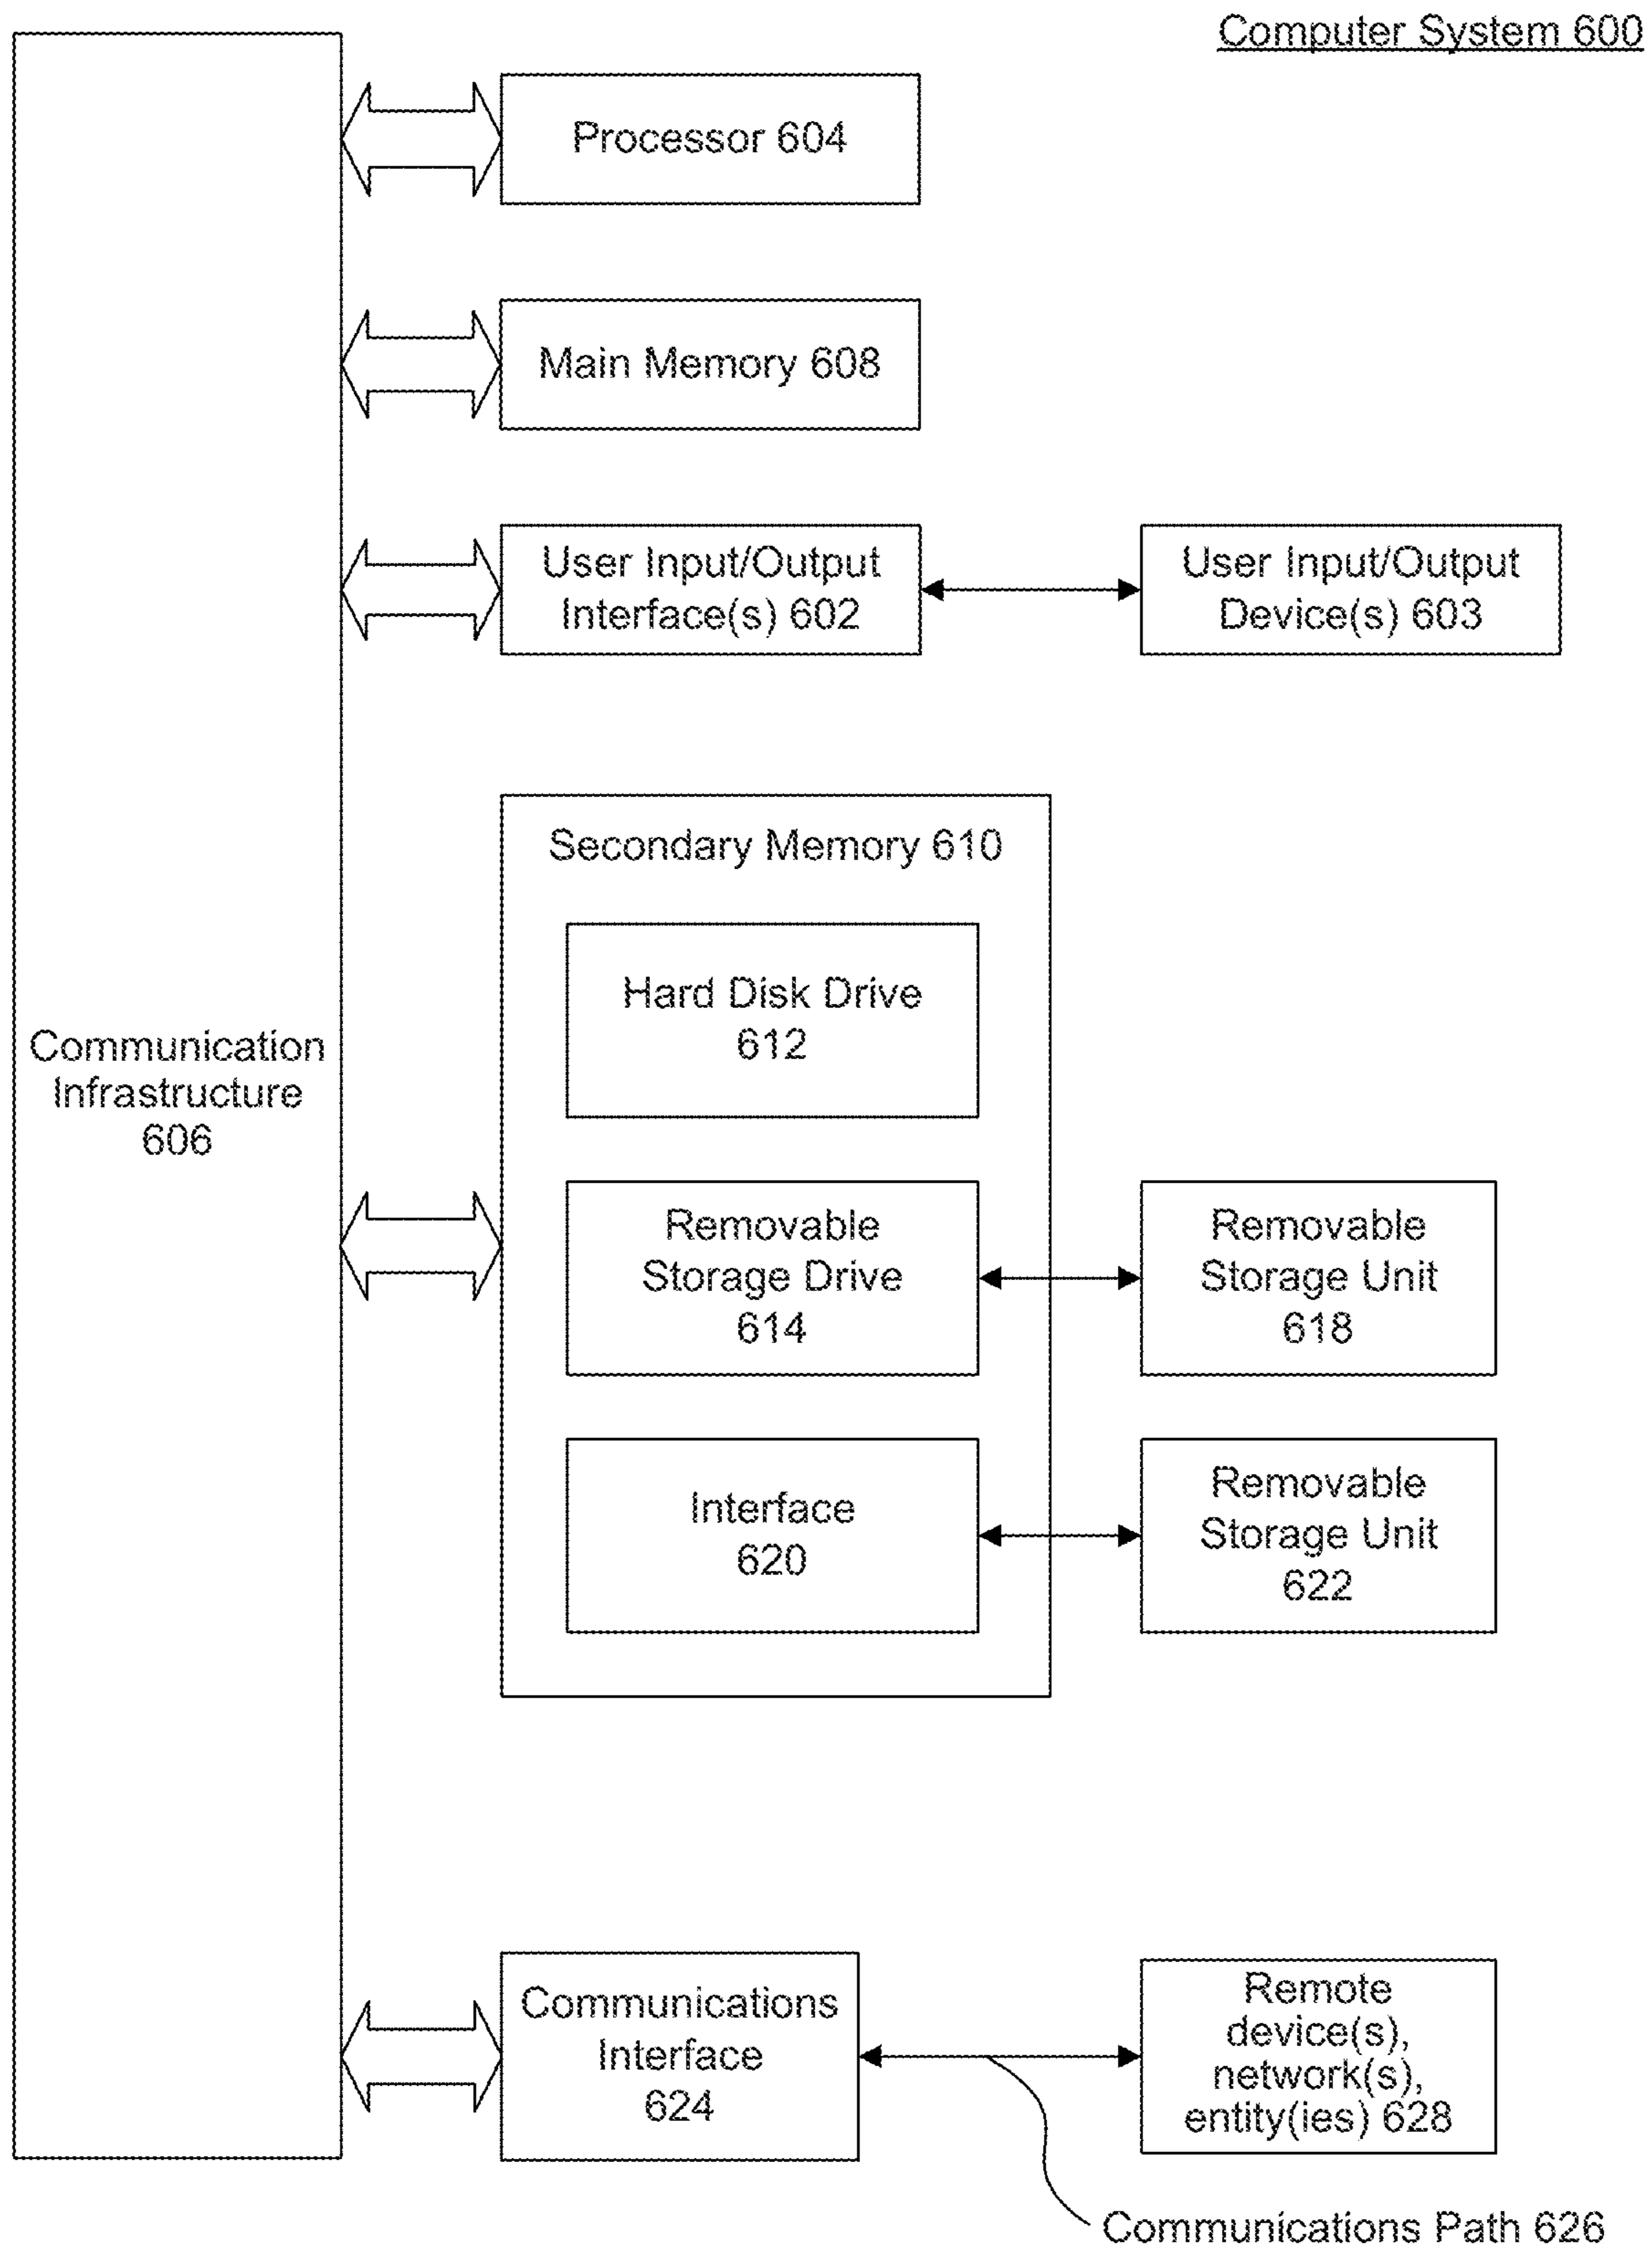 Computer System 600
Processor 604
Main Memory 608
User Input/Output
Interface(s) 602
User Input/Output
Device(s) 603
Communication
Infrastructure
606
Secondary Memory 610
Hard Disk Drive
612
Removable
Storage Drive
614
Removable
Storage Unit
618
Interface
620
Removable
Storage Unit
622
Communications
Interface
624
Remote
device(s),
network(s),
entity(ies) 628
Communications Path 626